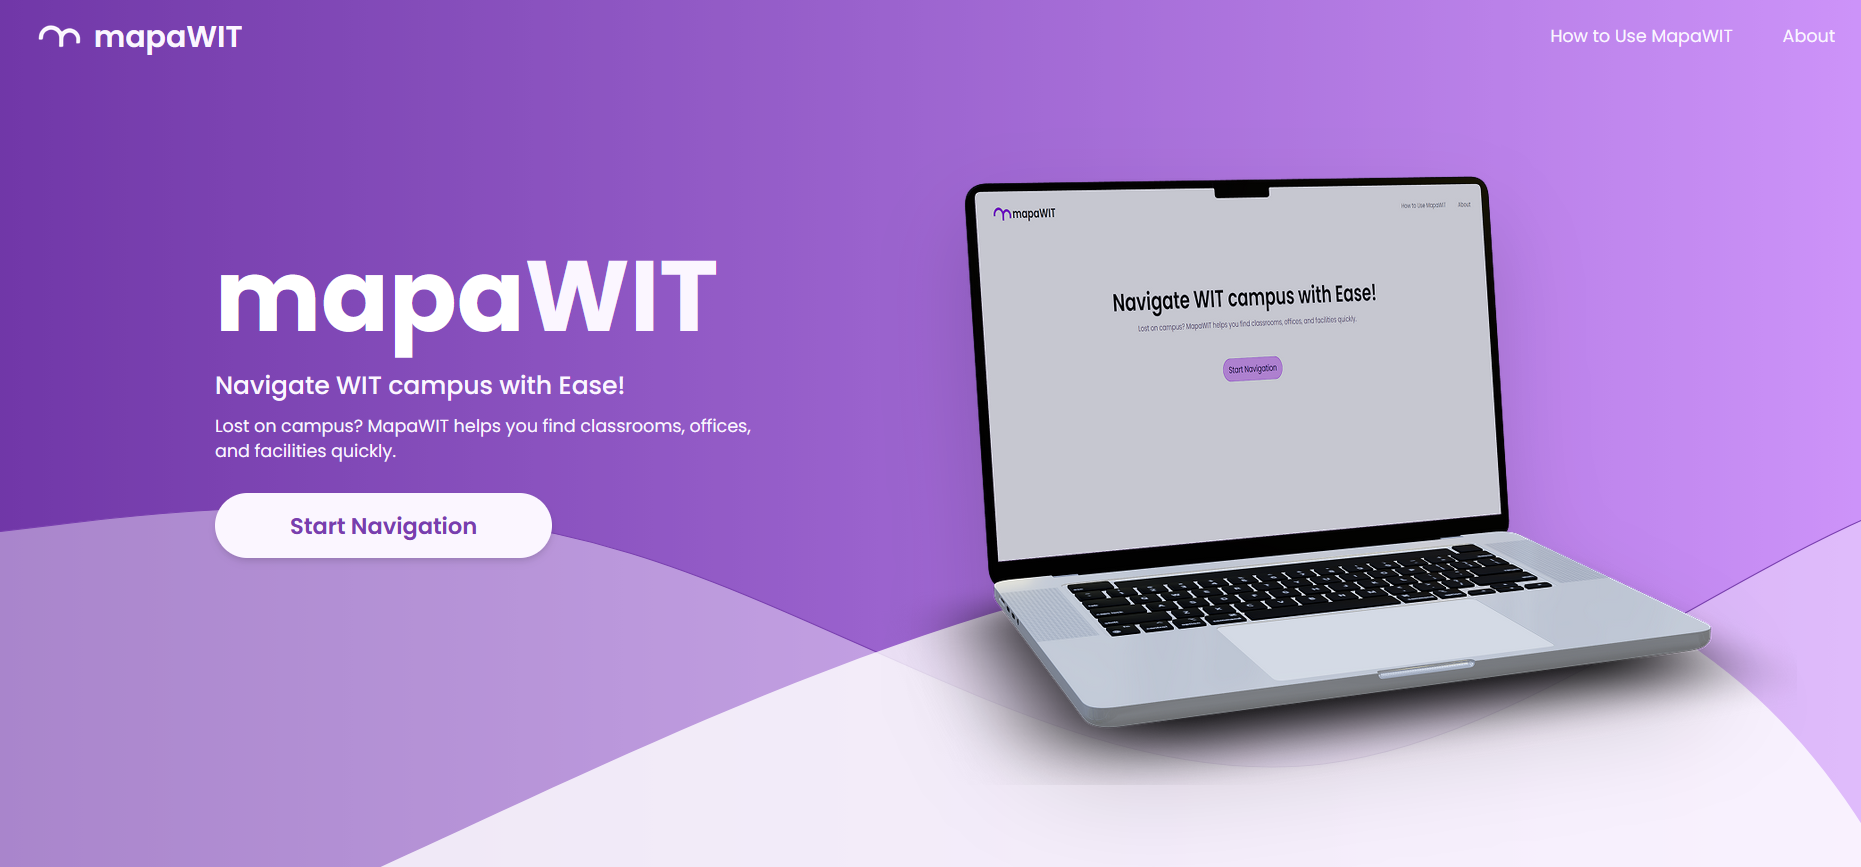 mapaWIT
How to Use MapaWIT
About
mapaWIT
Navigate WIT campus with Ease!
Lost on campus? MapaWIT helps you find classrooms, offices,
and facilities quickly.
Start Navigation
mapaWIT
How to Use MapaWIT
About
Navigate WIT campus with Ease!
Lost on campus? MapaWIT helps you find classrooms, offices, and facilities quickly.
Start Navigation